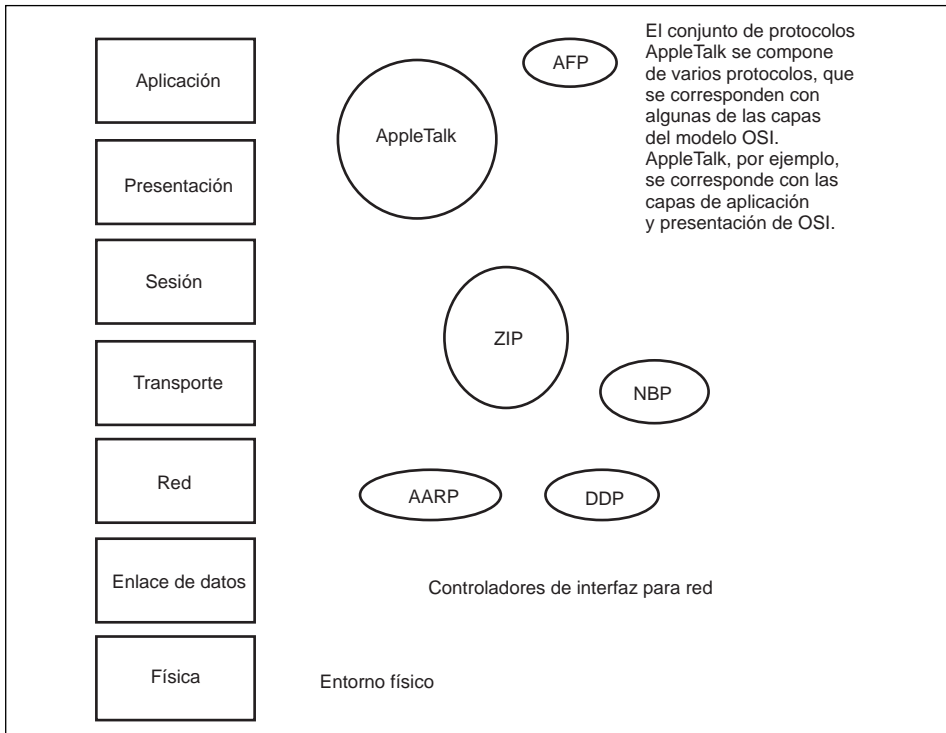 Aplicación
AppleTalk
AFP
El conjunto de protocolos
AppleTalk se compone
de varios protocolos, que
se corresponden con
algunas de las capas
del modelo OSI.
AppleTalk, por ejemplo,
se corresponde con las
capas de aplicación
y presentación de OSI.
Presentación
Sesión
ZIP
Transporte
NBP
Red
AARP
DDP
Enlace de datos
Controladores de interfaz para red
Física
Entorno físico